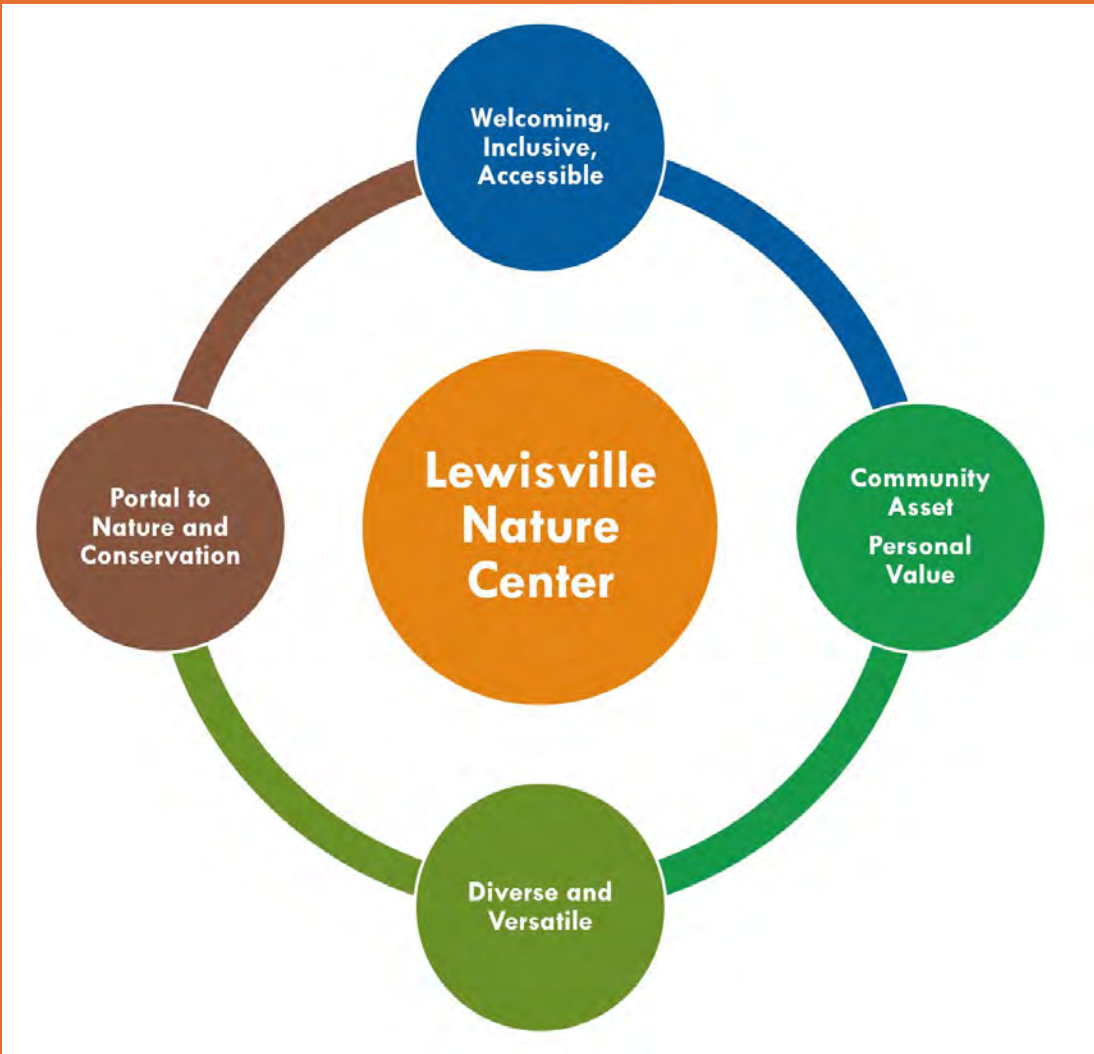 Welcoming,
Inclusive,
Accessible
Lewisville
Nature
Center
Portal to
Nature and
Conservation
Community
Asset
Personal
Value
Diverse and
Versatile